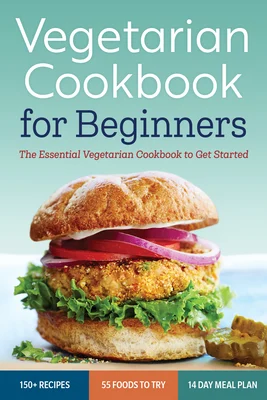 Vegetarian
Cookbook
for Beginners
The Essential Vegetarian Cookbook to Get Started
150+ RECIPES
55 FOODS TO TRY
14 DAY MEAL PLAN